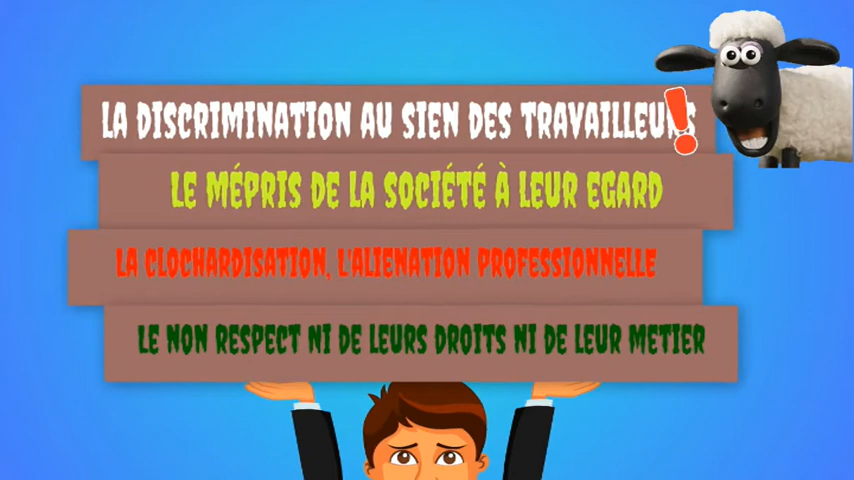 LA DISCRIMINATION AU SIEN DES TRAVAILLEURS
LE MÉPRIS DE LA SOCIÉTÉ À LEUR EGARD
LA CLOCHARDISATION, L'ALIENATION PROFESSIONNELLE
LE NON RESPECT NI DE LEURS DROITS NI DE LEUR METIER